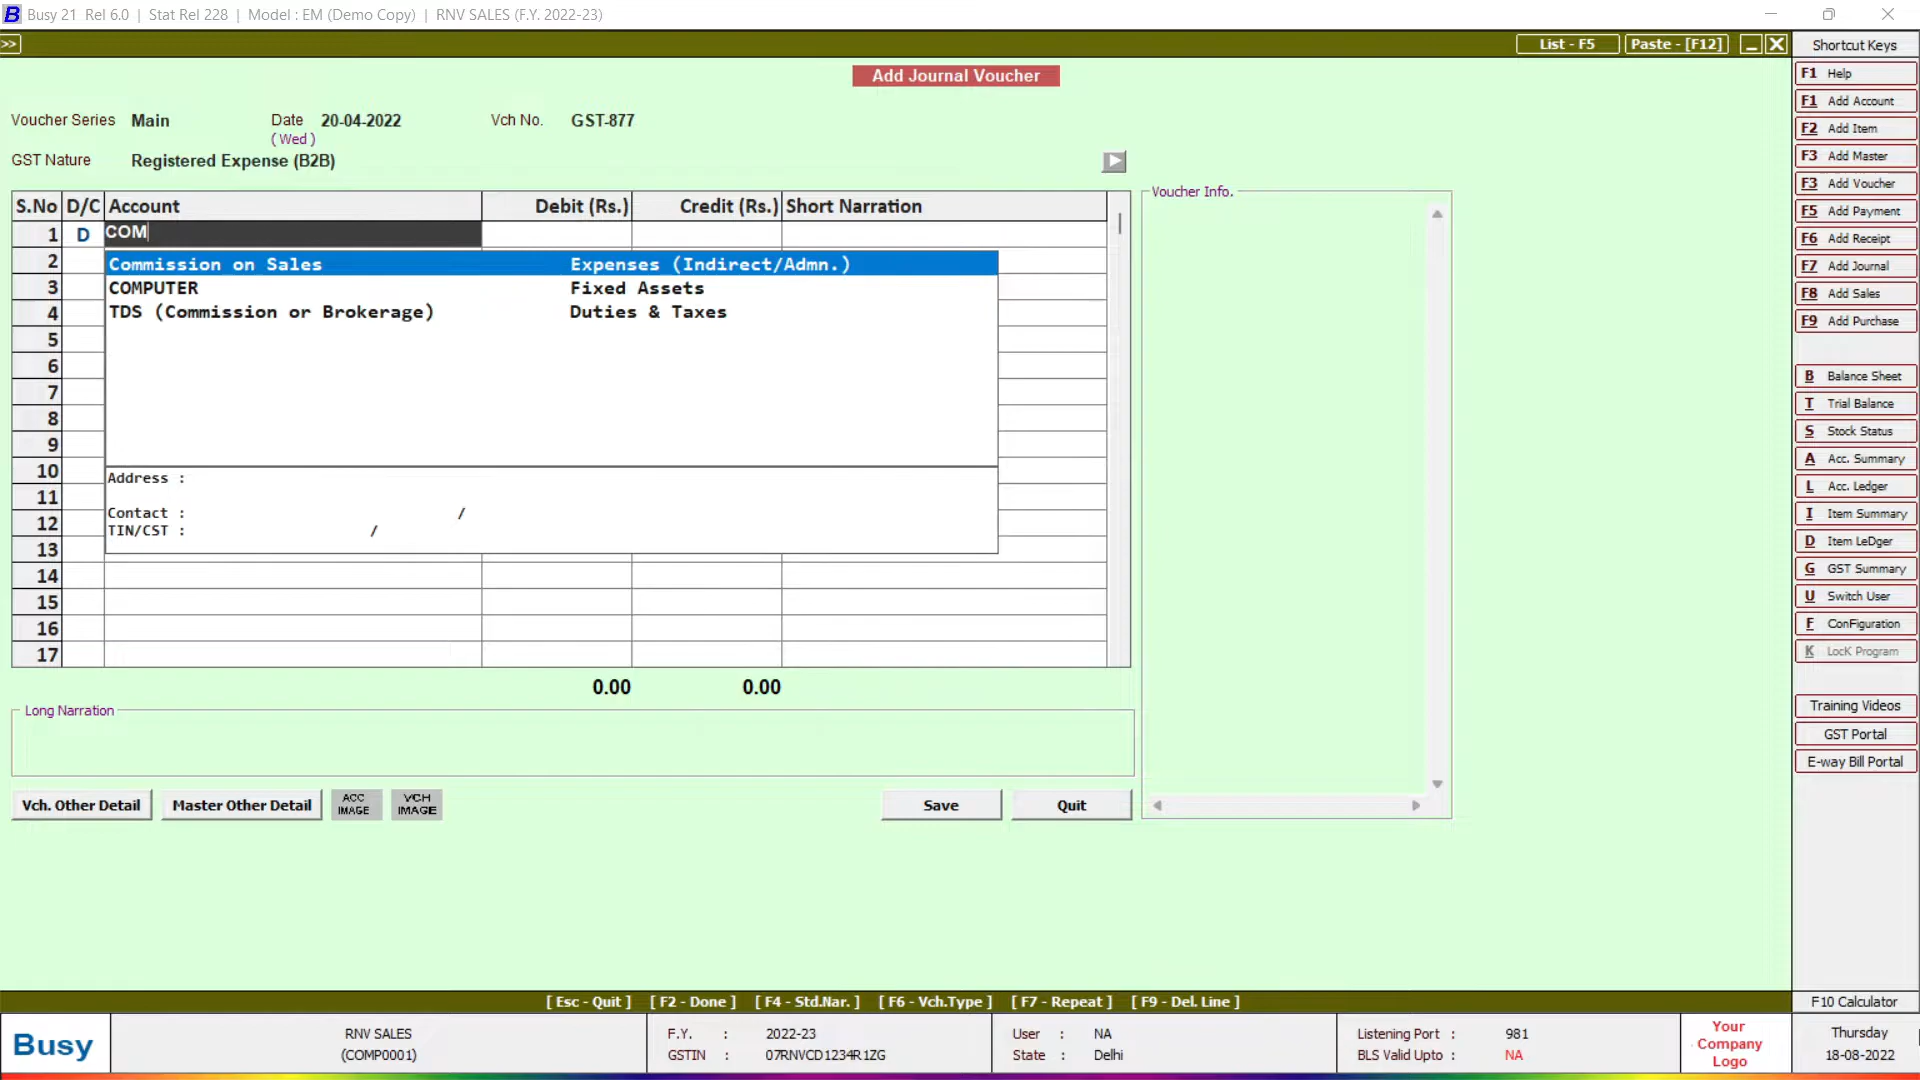 B Busy 21 Rel 6.0 | Stat Rel 228 | Model : EM (Demo Copy) | RNV SALES (F.Y. 2022-23)
>> List - F5 Paste - [F12] Shortcut Keys
Add Journal Voucher
Voucher Series Main Date 20-04-2022 Vch No. GST-877
( Wed )
GST Nature Registered Expense (B2B)
S.No D/C Account Debit (Rs.) Credit (Rs.) Short Narration
1 D COM
2
3
4
5
6
7
8
9
10
11
12
13
14
15
16
17
Commission on Sales Expenses (Indirect/Admn.)
COMPUTER Fixed Assets
TDS (Commission or Brokerage) Duties & Taxes
Address :
Contact : /
TIN/CST : /
0.00 0.00
Long Narration
Vch. Other Detail Master Other Detail ACC IMAGE VCH IMAGE Save Quit
Voucher Info.
F1 Help
F1 Add Account
F2 Add Item
F3 Add Master
F3 Add Voucher
F5 Add Payment
F6 Add Receipt
F7 Add Journal
F8 Add Sales
F9 Add Purchase
B Balance Sheet
T Trial Balance
S Stock Status
A Acc. Summary
L Acc. Ledger
I Item Summary
D Item LeDger
G GST Summary
U Switch User
F ConFiguration
K LocK Program
Training Videos
GST Portal
E-way Bill Portal
[ Esc - Quit ] [ F2 - Done ] [ F4 - Std.Nar. ] [ F6 - Vch.Type ] [ F7 - Repeat ] [ F9 - Del. Line ] F10 Calculator
Busy
RNV SALES
(COMP0001)
F.Y. : 2022-23
GSTIN : 07RNVCD1234R1ZG
User : NA
State : Delhi
Listening Port : 981
BLS Valid Upto : NA
Your
Company
Logo
Thursday
18-08-2022